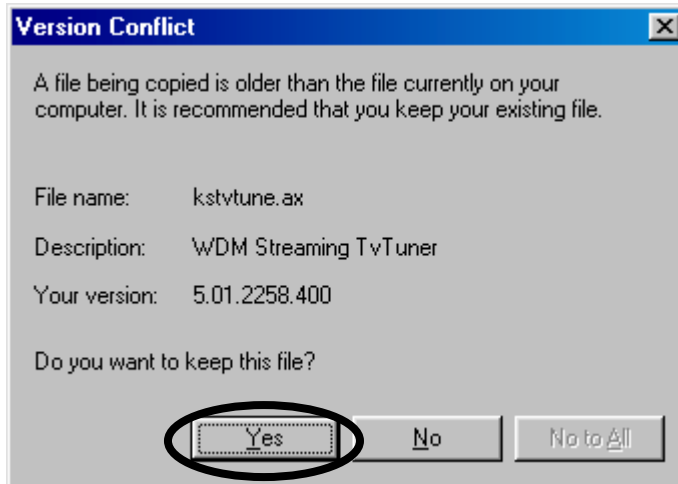 Version Conflict
A file being copied is older than the file currently on your
computer. It is recommended that you keep your existing file.
File name: kstvtune.ax
Description: WDM Streaming TvTuner
Your version: 5.01.2258.400
Do you want to keep this file?
Yes No No to All